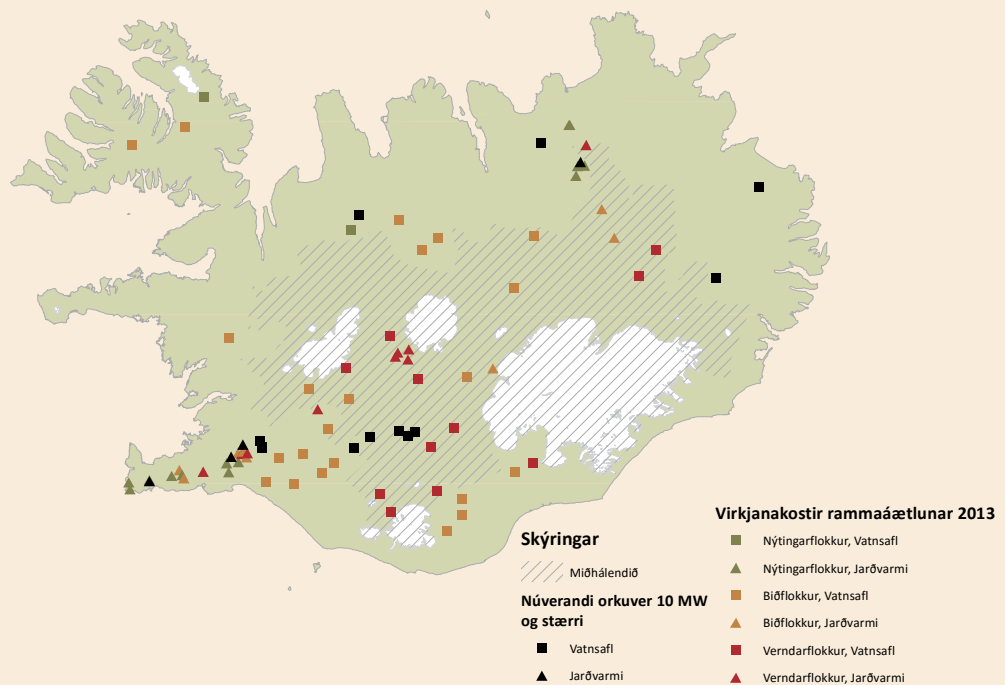 Skýringar
Miðhálendið
Núverandi orkuver 10 MW
og stærri
Vatnsafl
Jarðvarmi
Virkjanakostir rammaáætlunar 2013
Nýtingarflokkur, Vatnsafl
Nýtingarflokkur, Jarðvarmi
Biðflokkur, Vatnsafl
Biðflokkur, Jarðvarmi
Verndarflokkur, Vatnsafl
Verndarflokkur, Jarðvarmi